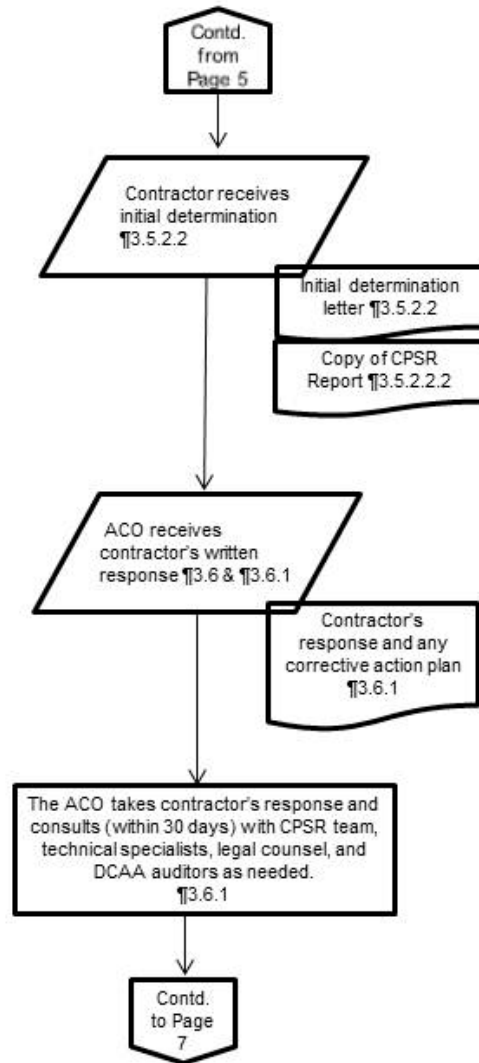 Contd.
from
Page 5
Contractor receives
initial determination
¶3.5.2.2
Initial determination
letter ¶3.5.2.2
Copy of CPSR
Report ¶3.5.2.2.2
ACO receives
contractor's written
response ¶3.6 & ¶3.6.1
Contractor's
response and any
corrective action plan
¶3.6.1
The ACO takes contractor's response and
consults (within 30 days) with CPSR team,
technical specialists, legal counsel, and
DCAA auditors as needed.
¶3.6.1
Contd.
to Page
7